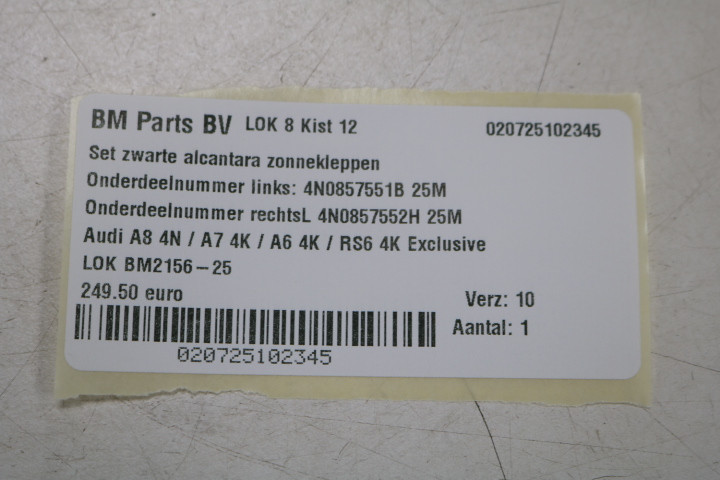 BM Parts BV LOK 8 Kist 12 020725102345
Set zwarte alcantara zonnekleppen
Onderdeelnummer links: 4N0857551B 25M
Onderdeelnummer rechtsL 4N0857552H 25M
Audi A8 4N / A7 4K / A6 4K / RS6 4K Exclusive
LOK BM2156-25
249.50 euro Verz: 10
Aantal: 1
020725102345